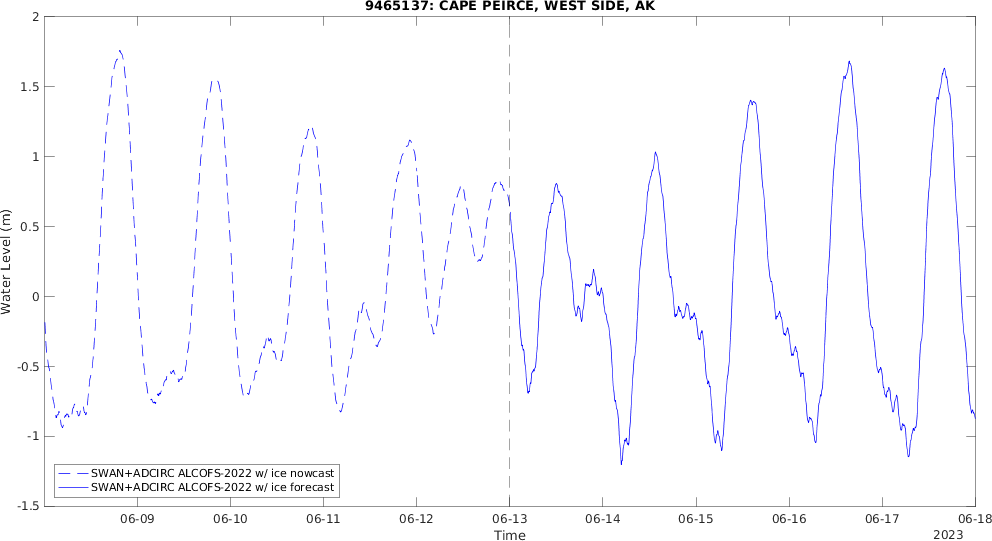 9465137: CAPE PEIRCE, WEST SIDE, AK
Water Level (m)
2
1.5
1
0.5
0
-0.5
-1
-1.5
SWAN+ADCIRC ALCOFS-2022 w/ ice nowcast
SWAN+ADCIRC ALCOFS-2022 w/ ice forecast
06-09 06-10 06-11 06-12 06-13 06-14 06-15 06-16 06-17 06-18
Time
2023